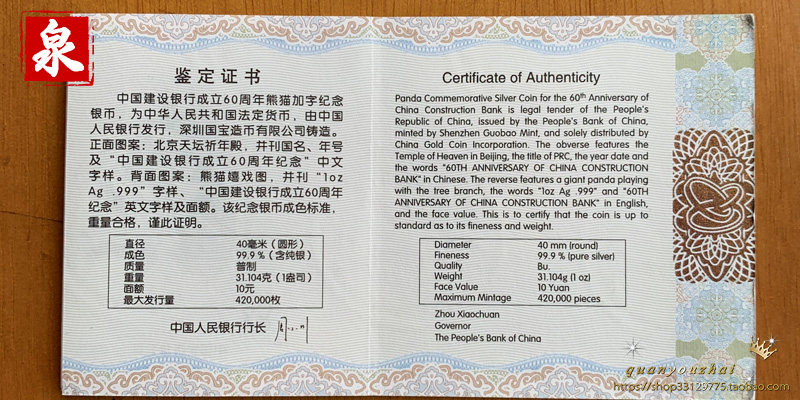 泉
鉴定证书
中国建设银行成立60周年熊猫加字纪念
银币，为中华人民共和国法定货币，由中国
人民银行发行，深圳国宝造币有限公司铸造。
正面图案：北京天坛祈年殿，并刊国名、年号
及“中国建设银行成立60周年纪念”中文
字样。背面图案：熊猫嬉戏图，并刊“1oz
Ag .999”字样、“中国建设银行成立60周年
纪念”英文字样及面额。该纪念银币成色标准，
重量合格，谨此证明。
直径 40毫米（圆形）
成色 99.9％（含纯银）
质量 普制
重量 31.104克（1盎司）
面额 10元
最大发行量 420,000枚
中国人民银行行长
Certificate of Authenticity
Panda Commemorative Silver Coin for the 60th Anniversary of
China Construction Bank is legal tender of the People's
Republic of China, issued by the People's Bank of China,
minted by Shenzhen Guobao Mint, and solely distributed by
China Gold Coin Incorporation. The obverse features the
Temple of Heaven in Beijing, the title of PRC, the year date and
the words "60TH ANNIVERSARY OF CHINA CONSTRUCTION
BANK" in Chinese. The reverse features a giant panda playing
with the tree branch, the words "1oz Ag .999" and "60TH
ANNIVERSARY OF CHINA CONSTRUCTION BANK" in English,
and the face value. This is to certify that the coin is up to
standard as to its fineness and weight.
Diameter 40 mm (round)
Fineness 99.9 % (pure silver)
Quality Bu.
Weight 31.104g (1 oz)
Face Value 10 Yuan
Maximum Mintage 420,000 pieces
Zhou Xiaochuan
Governor
The People's Bank of China
quanyouzhai
https://shop33129775.taobao.com